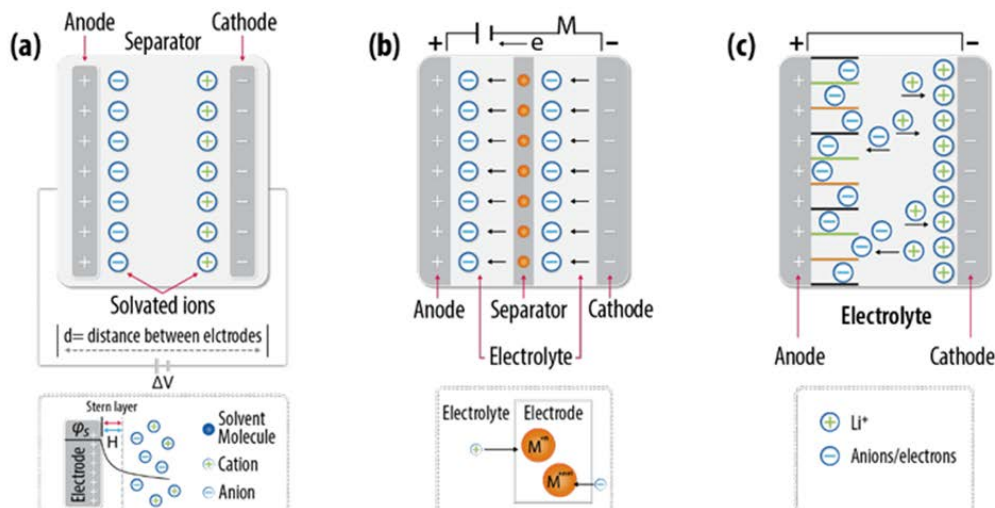 (a)
Anode
Cathode
Separator
Solvated ions
d= distance between elctrodes
ΔV
Stern layer
φs
H
Electrode
Solvent
Molecule
Cation
Anion
(b)
+
e
M
−
Anode
Separator
Cathode
Electrolyte
Electrolyte
Electrode
M
M
(c)
+
−
Electrolyte
Anode
Cathode
Li⁺
Anions/electrons